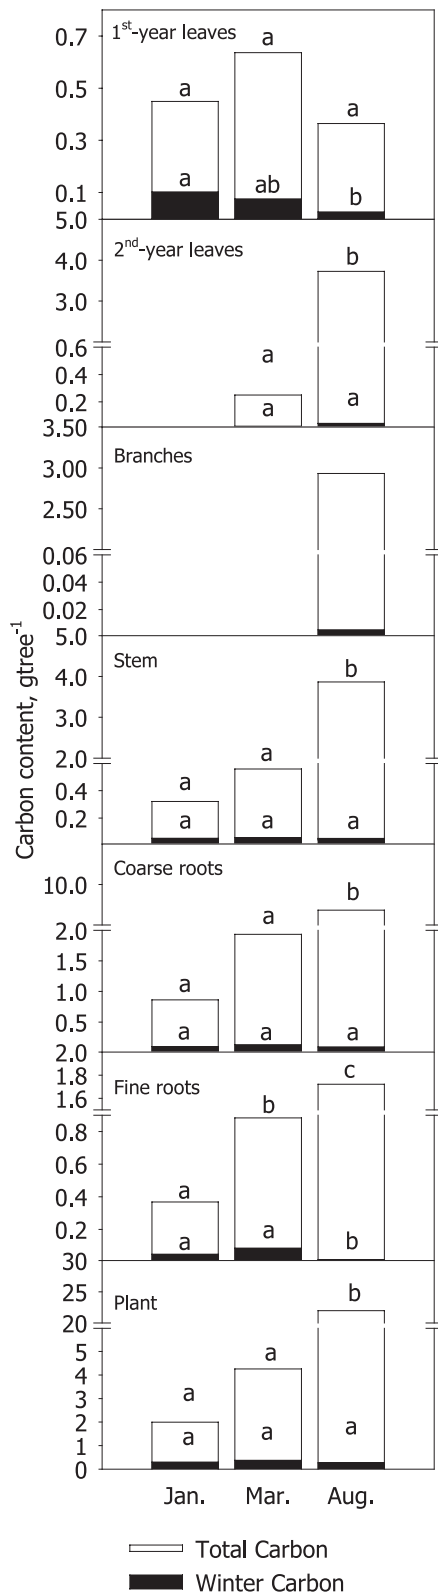 Carbon content, gtree⁻¹
0.7
1ˢᵗ-year leaves
a
0.5
a
a
0.3
a
ab
b
0.1
5.0
2ⁿᵈ-year leaves
b
4.0
3.0
0.6
a
0.4
a
a
0.2
3.50
Branches
3.00
2.50
0.06
0.04
0.02
5.0
Stem
b
4.0
3.0
2.0
a
a
0.4
a
a
a
0.2
Coarse roots
10.0
b
a
2.0
1.5
a
1.0
0.5
a
a
a
2.0
Fine roots
c
1.8
1.6
b
0.8
0.6
a
0.4
0.2
a
a
b
30
Plant
25
b
20
5
a
4
3
a
2
a
a
a
1
0
Jan. Mar. Aug.
Total Carbon
Winter Carbon